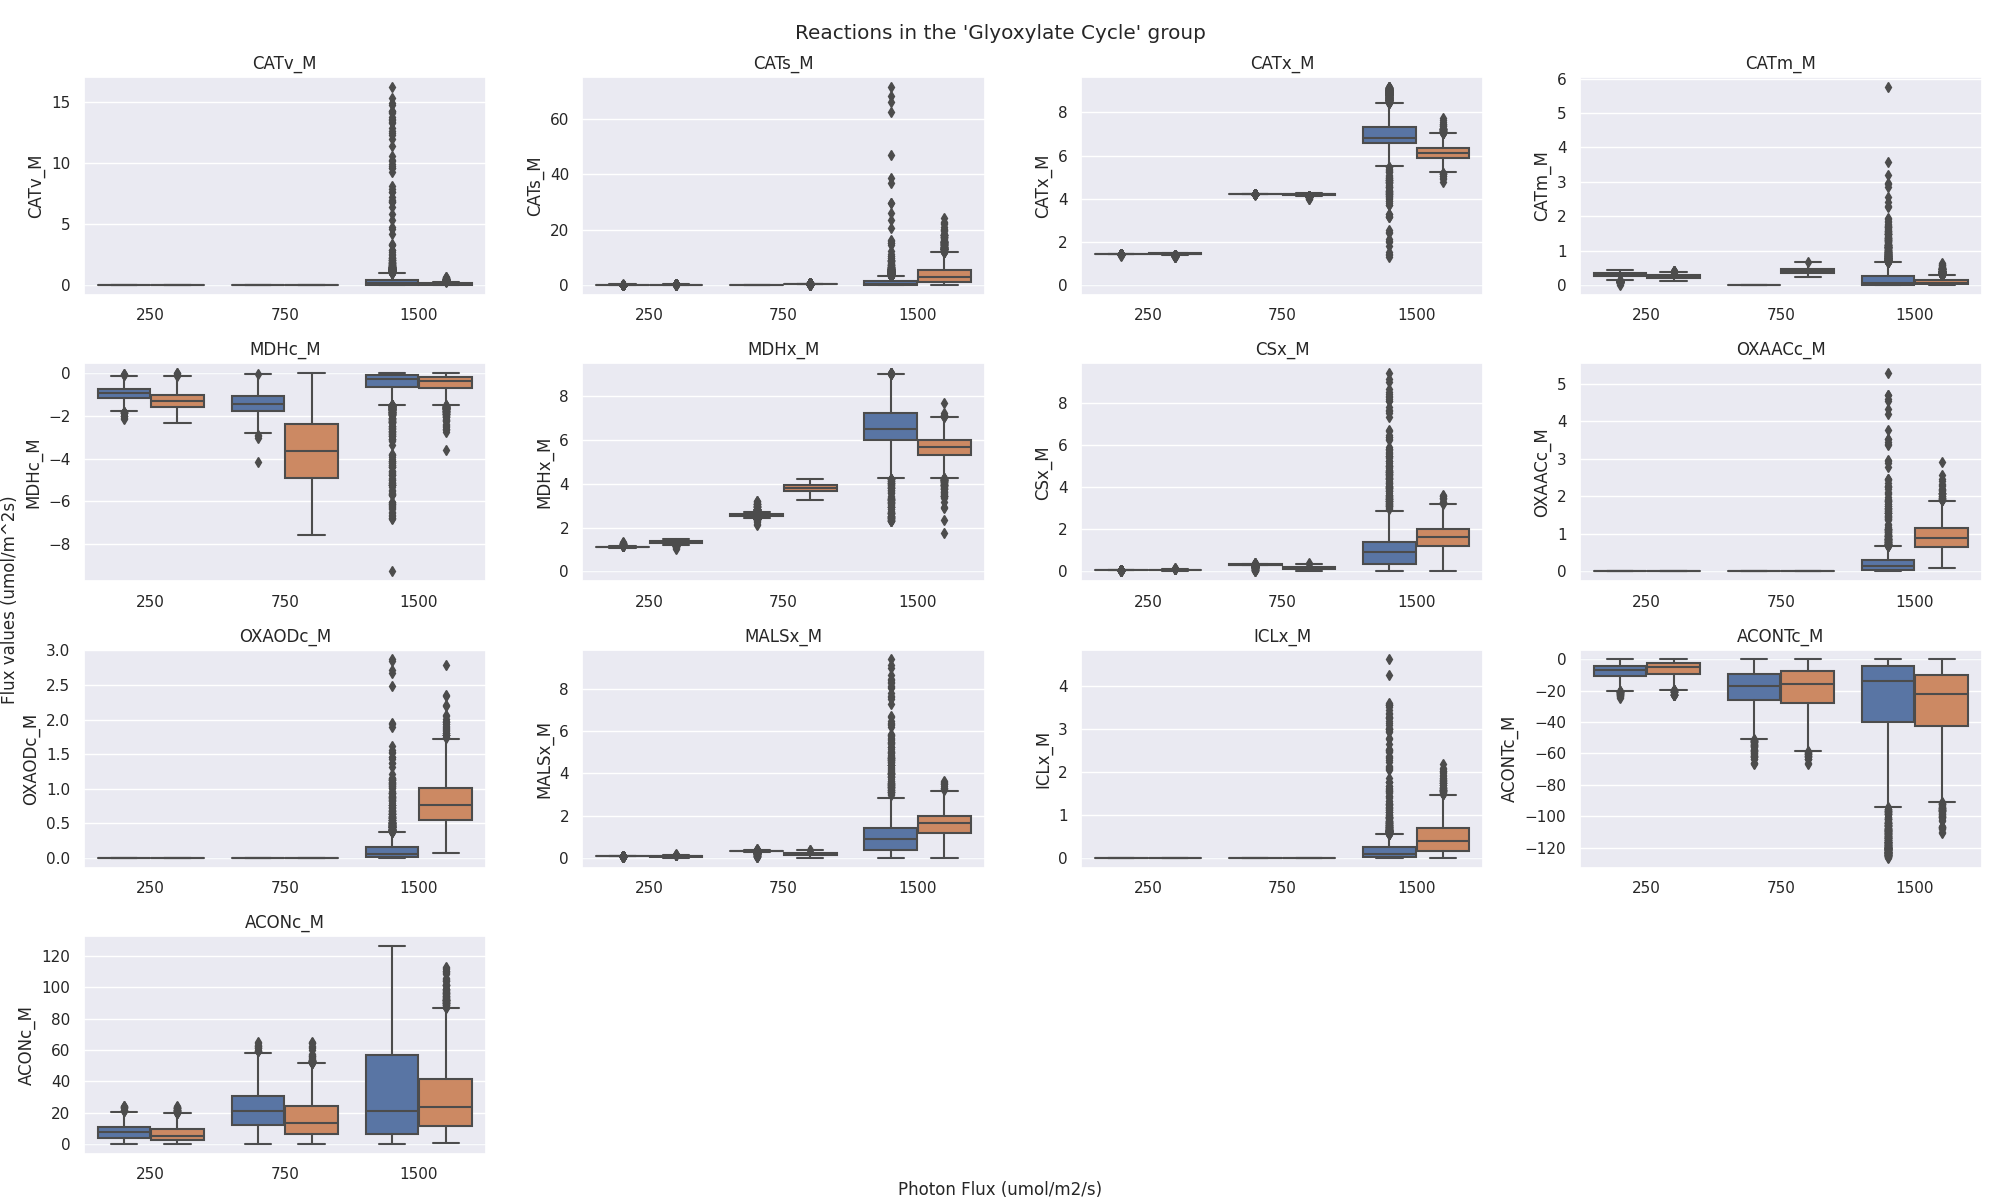 Reactions in the 'Glyoxylate Cycle' group
CATv_M
CATs_M
CATx_M
CATm_M
CATv_M
15
10
5
0
250 750 1500
CATs_M
60
40
20
0
250 750 1500
CATx_M
8
6
4
2
0
250 750 1500
CATm_M
6
5
4
3
2
1
0
250 750 1500
MDHc_M
MDHx_M
CSx_M
OXAACc_M
MDHc_M
0
−2
−4
−6
−8
250 750 1500
MDHx_M
8
6
4
2
0
250 750 1500
CSx_M
8
6
4
2
0
250 750 1500
OXAACc_M
5
4
3
2
1
0
250 750 1500
Flux values (umol/m^2s)
OXAODc_M
MALSx_M
ICLx_M
ACONTc_M
OXAODc_M
3.0
2.5
2.0
1.5
1.0
0.5
0.0
250 750 1500
MALSx_M
8
6
4
2
0
250 750 1500
ICLx_M
4
3
2
1
0
250 750 1500
ACONTc_M
0
−20
−40
−60
−80
−100
−120
250 750 1500
ACONc_M
ACONc_M
120
100
80
60
40
20
0
250 750 1500
Photon Flux (umol/m2/s)